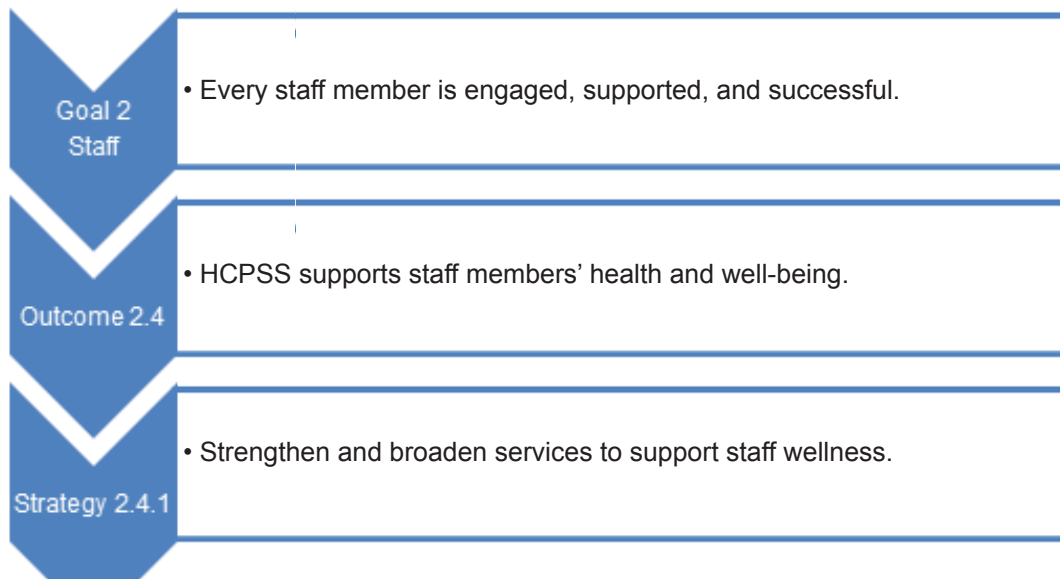 Goal 2
Staff
• Every staff member is engaged, supported, and successful.
Outcome 2.4
• HCPSS supports staff members’ health and well-being.
Strategy 2.4.1
• Strengthen and broaden services to support staff wellness.